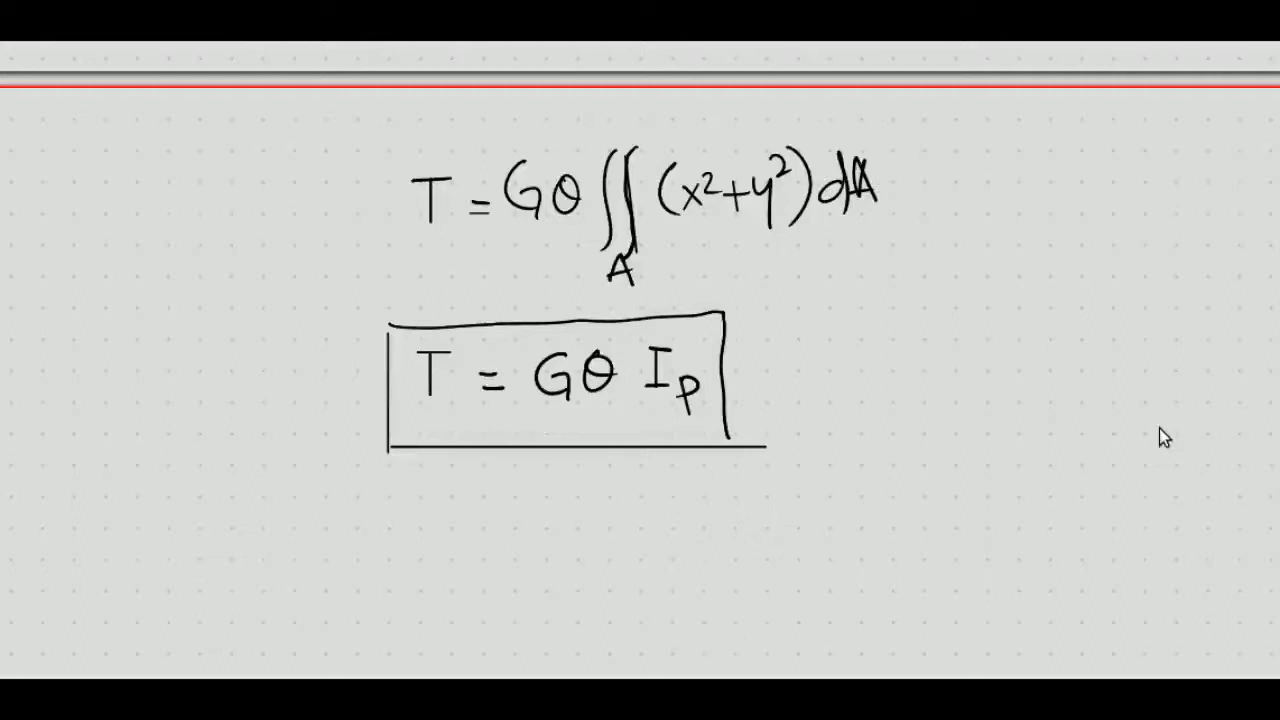 T = Gθ ∬_A (x² + y²) dA
T = Gθ I_P